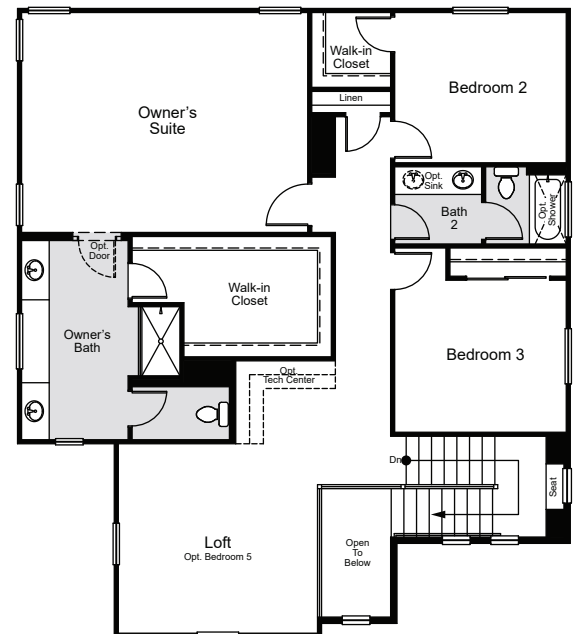 Walk-in
Closet
Bedroom 2
Linen
Owner's
Suite
Opt.
Sink
Bath
2
Opt.
Shower
Opt.
Door
Walk-in
Closet
Owner's
Bath
Bedroom 3
Opt.
Tech Center
Dn
Seat
Loft
Opt. Bedroom 5
Open
To
Below